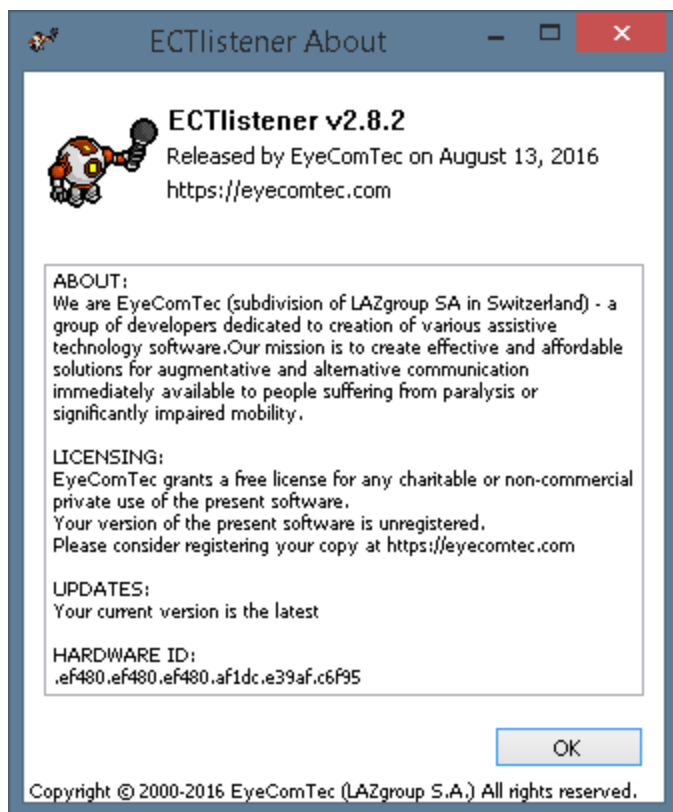 ECTlistener About
ECTlistener v2.8.2
Released by EyeComTec on August 13, 2016
https://eyecomtec.com
ABOUT:
We are EyeComTec (subdivision of LAZgroup SA in Switzerland) - a
group of developers dedicated to creation of various assistive
technology software.Our mission is to create effective and affordable
solutions for augmentative and alternative communication
immediately available to people suffering from paralysis or
significantly impaired mobility.
LICENSING:
EyeComTec grants a free license for any charitable or non-commercial
private use of the present software.
Your version of the present software is unregistered.
Please consider registering your copy at https://eyecomtec.com
UPDATES:
Your current version is the latest
HARDWARE ID:
.ef480.ef480.ef480.af1dc.e39af.c6f95
OK
Copyright © 2000-2016 EyeComTec (LAZgroup S.A.) All rights reserved.